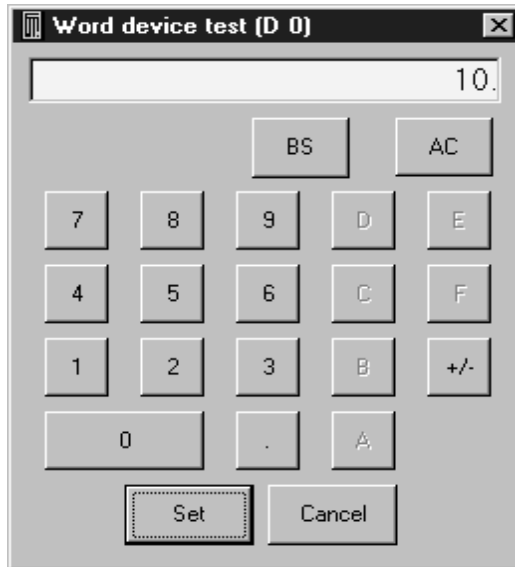 Word device test (D 0)
10.
BS AC
7 8 9 D E
4 5 6 C F
1 2 3 B +/-
0 . A
Set Cancel